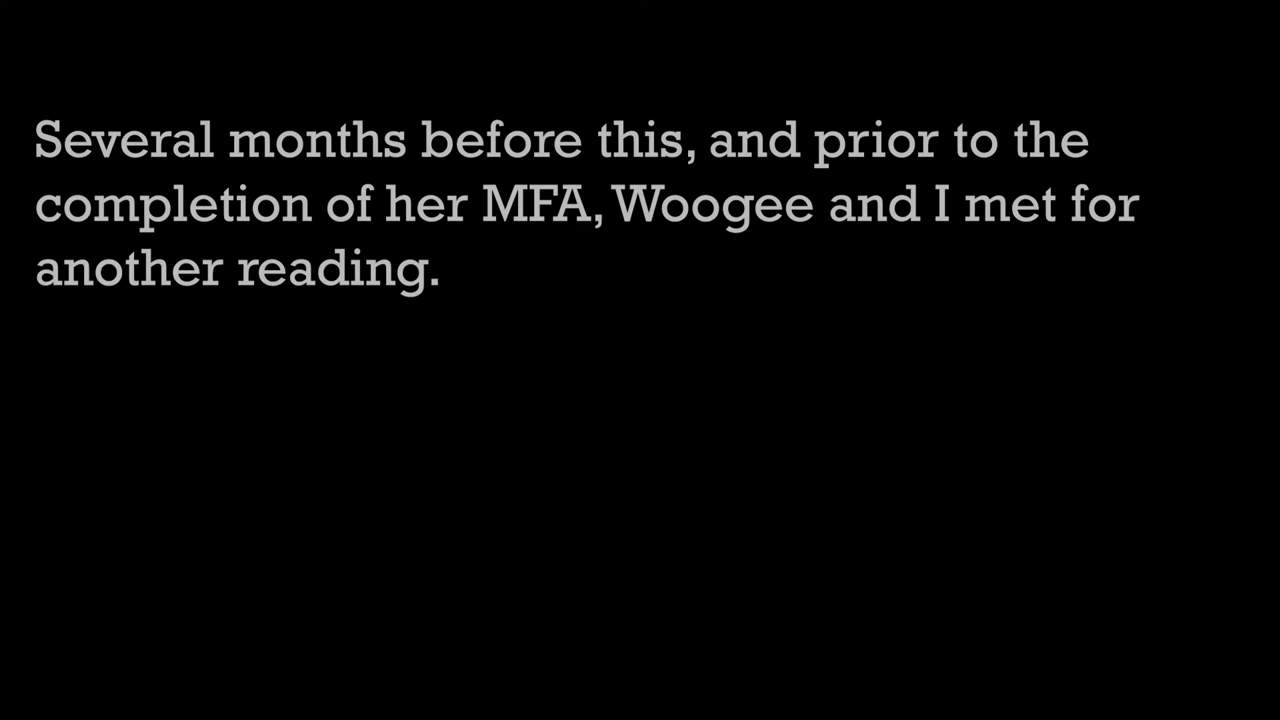 Several months before this, and prior to the
completion of her MFA, Woogee and I met for
another reading.